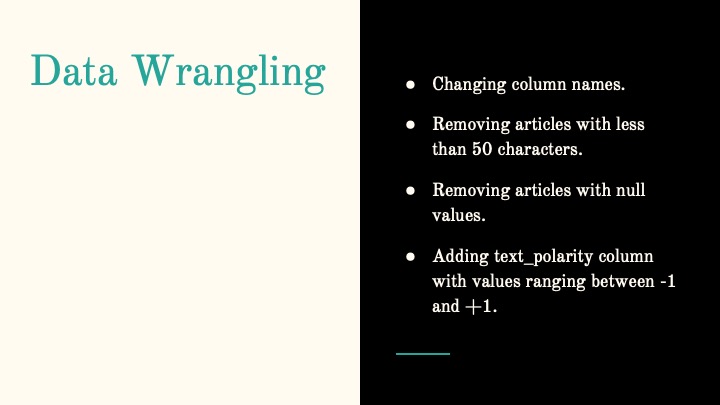 Data Wrangling
● Changing column names.
● Removing articles with less
than 50 characters.
● Removing articles with null
values.
● Adding text_polarity column
with values ranging between -1
and +1.